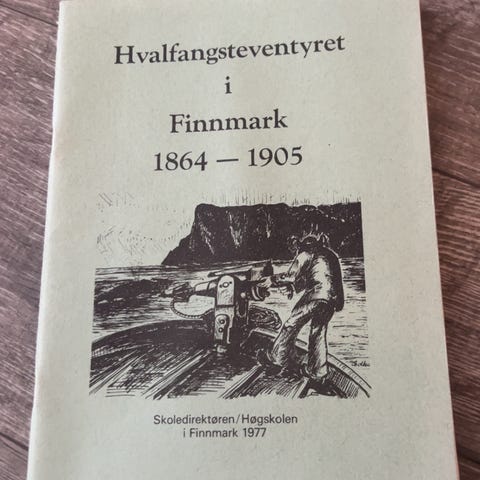 Hvalfangsteventyret
i
Finnmark
1864 — 1905
Skoledirektøren/Høgskolen
i Finnmark 1977